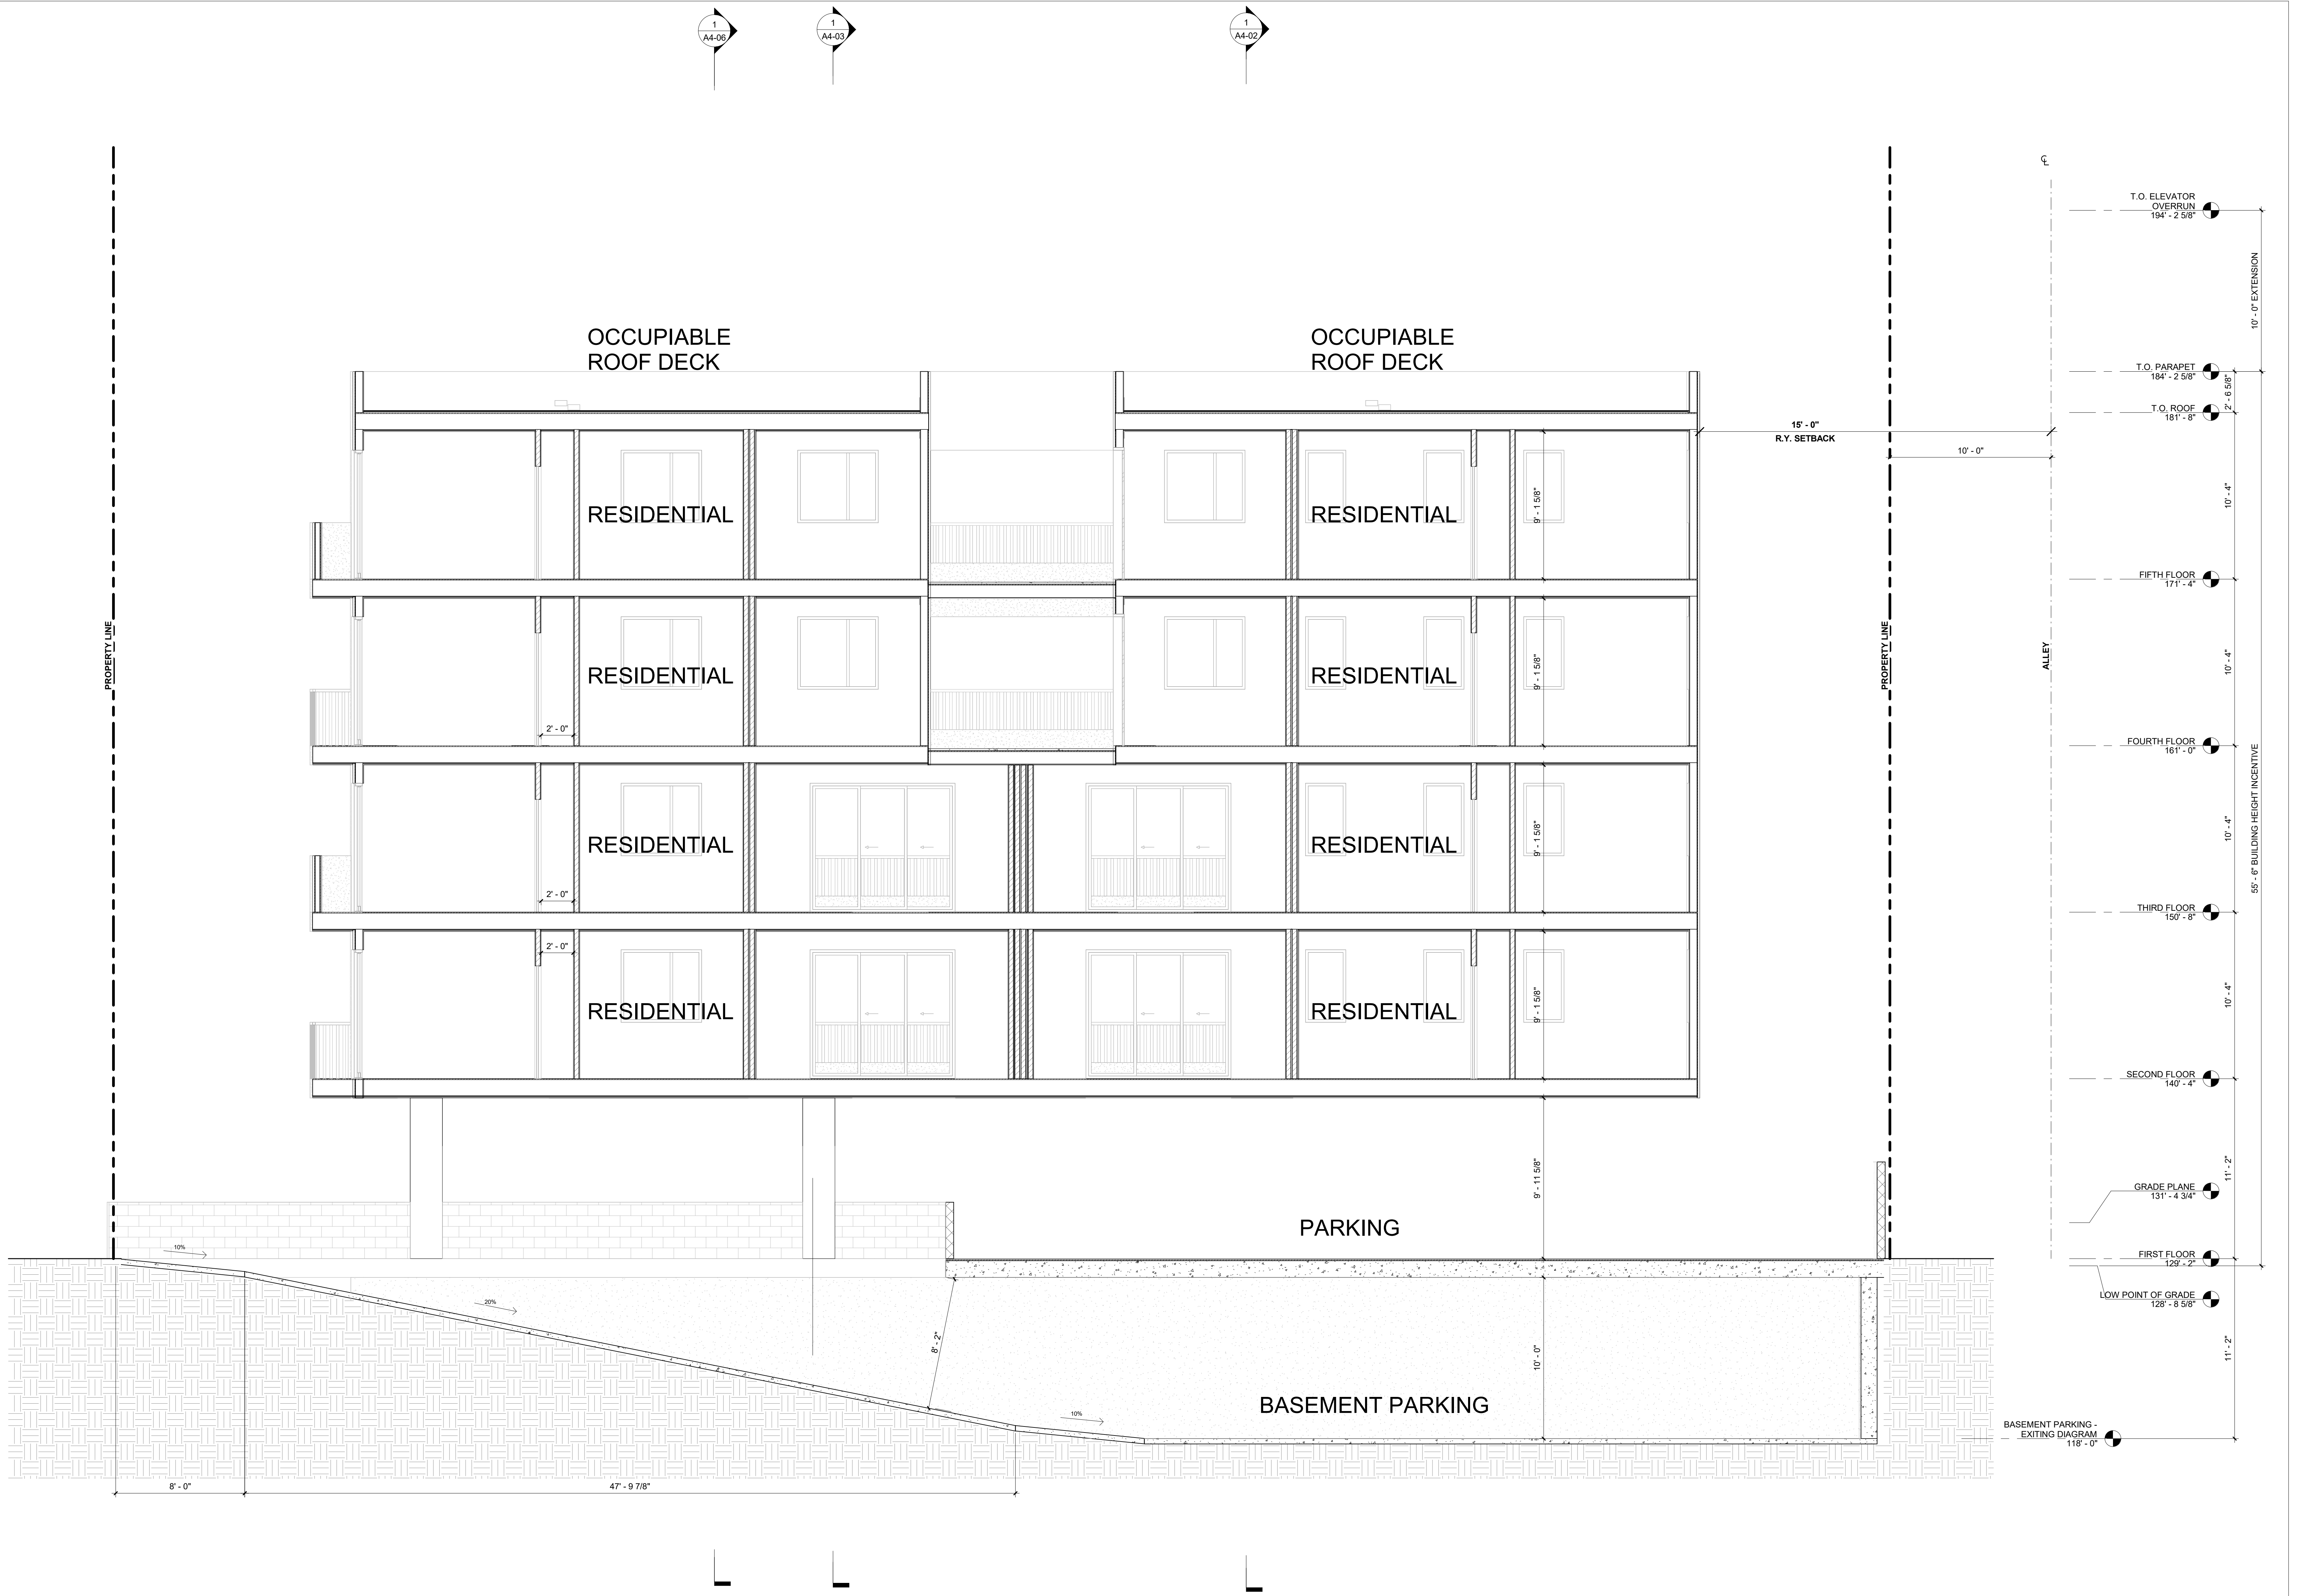 1
A4-06
1
A4-03
1
A4-02
℄
T.O. ELEVATOR
OVERRUN
194' - 2 5/8"
10' - 0" EXTENSION
OCCUPIABLE
ROOF DECK
OCCUPIABLE
ROOF DECK
T.O. PARAPET
184' - 2 5/8"
2' - 6 5/8"
T.O. ROOF
181' - 8"
15' - 0"
R.Y. SETBACK
10' - 0"
RESIDENTIAL
RESIDENTIAL
9' - 1 5/8"
10' - 4"
FIFTH FLOOR
171' - 4"
PROPERTY LINE
RESIDENTIAL
RESIDENTIAL
9' - 1 5/8"
PROPERTY LINE
ALLEY
10' - 4"
2' - 0"
FOURTH FLOOR
161' - 0"
RESIDENTIAL
RESIDENTIAL
9' - 1 5/8"
10' - 4"
55' - 6" BUILDING HEIGHT INCENTIVE
2' - 0"
THIRD FLOOR
150' - 8"
2' - 0"
RESIDENTIAL
RESIDENTIAL
9' - 1 5/8"
10' - 4"
SECOND FLOOR
140' - 4"
9' - 11 5/8"
11' - 2"
GRADE PLANE
131' - 4 3/4"
PARKING
10%
FIRST FLOOR
129' - 2"
20%
LOW POINT OF GRADE
128' - 8 5/8"
8' - 2"
10' - 0"
11' - 2"
BASEMENT PARKING
10%
BASEMENT PARKING -
EXITING DIAGRAM
118' - 0"
8' - 0"
47' - 9 7/8"